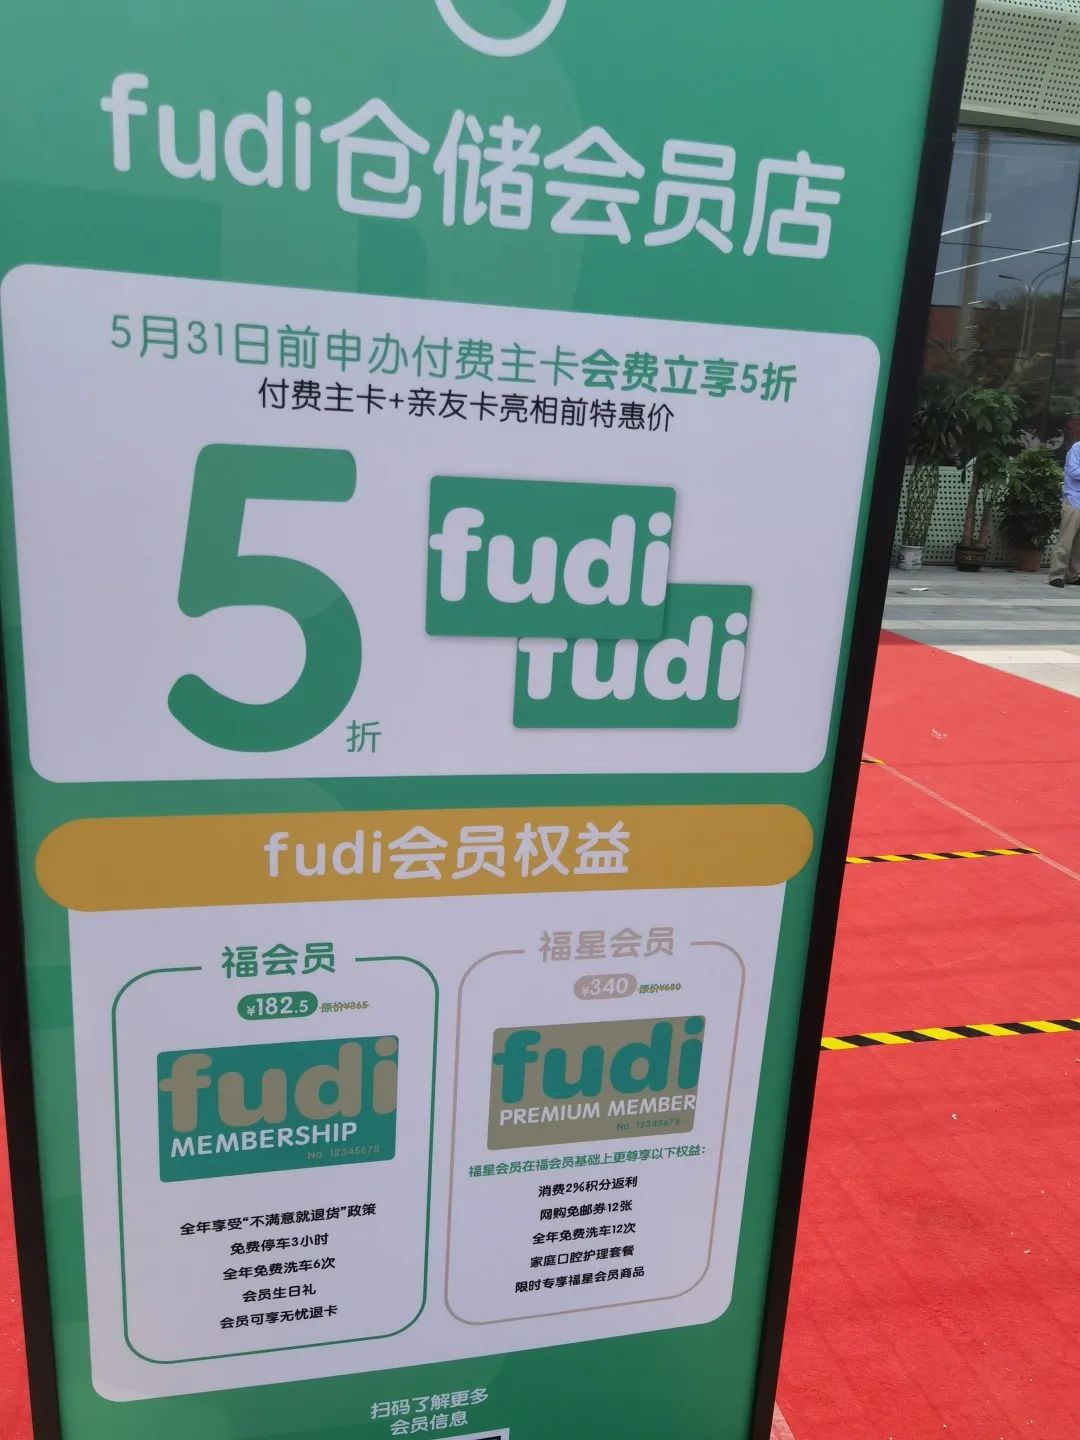 fudi仓储会员店
5月31日前申办付费主卡会费立享5折
付费主卡+亲友卡亮相前特惠价
5折
fudi
fudi
fudi会员权益
福会员
¥182.5 原价¥365
fudi
MEMBERSHIP
No. 12345678
全年享受“不满意就退货”政策
免费停车3小时
全年免费洗车6次
会员生日礼
会员可享无忧退卡
福星会员
¥340 原价¥680
fudi
PREMIUM MEMBER
No. 12345678
福星会员在福会员基础上更尊享以下权益：
消费2%积分返利
网购免邮券12张
全年免费洗车12次
家庭口腔护理套餐
限时专享福星会员商品
扫码了解更多
会员信息